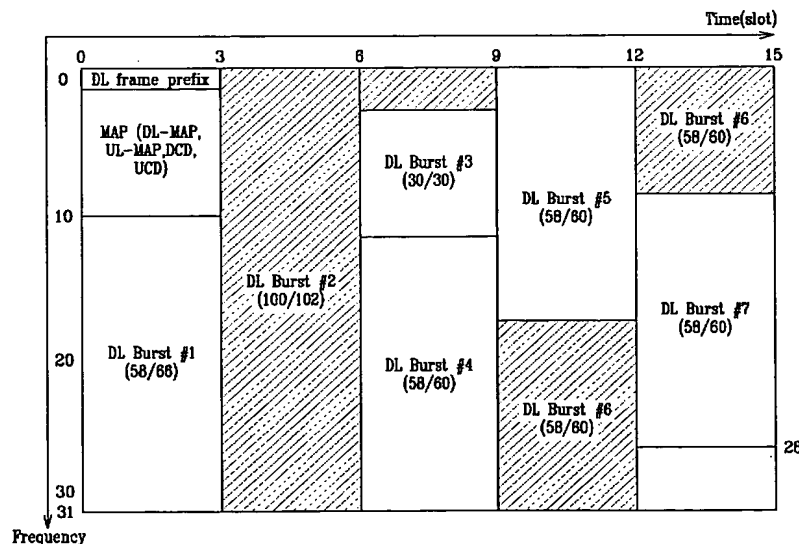 Time(slot)
0 3 6 9 12 15
0
DL frame prefix
MAP (DL-MAP,
UL-MAP,DCD,
UCD)
10
DL Burst #1
(58/66)
20
30
31
Frequency
DL Burst #2
(100/102)
DL Burst #3
(30/30)
DL Burst #4
(58/60)
DL Burst #5
(58/60)
DL Burst #6
(58/60)
DL Burst #6
(58/60)
DL Burst #7
(58/60)
26